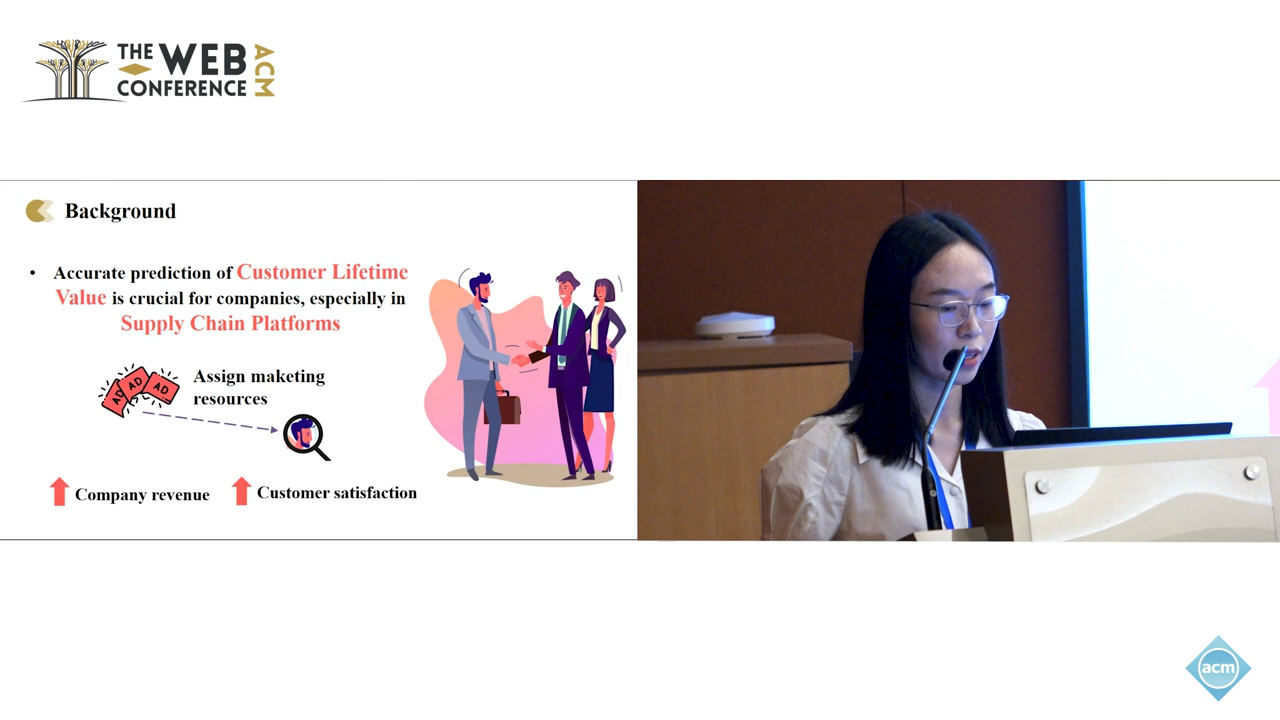 THE WEB
CONFERENCE
ACM
Background
• Accurate prediction of Customer Lifetime
Value is crucial for companies, especially in
Supply Chain Platforms
AD AD AD
Assign maketing
resources
Company revenue
Customer satisfaction
acm